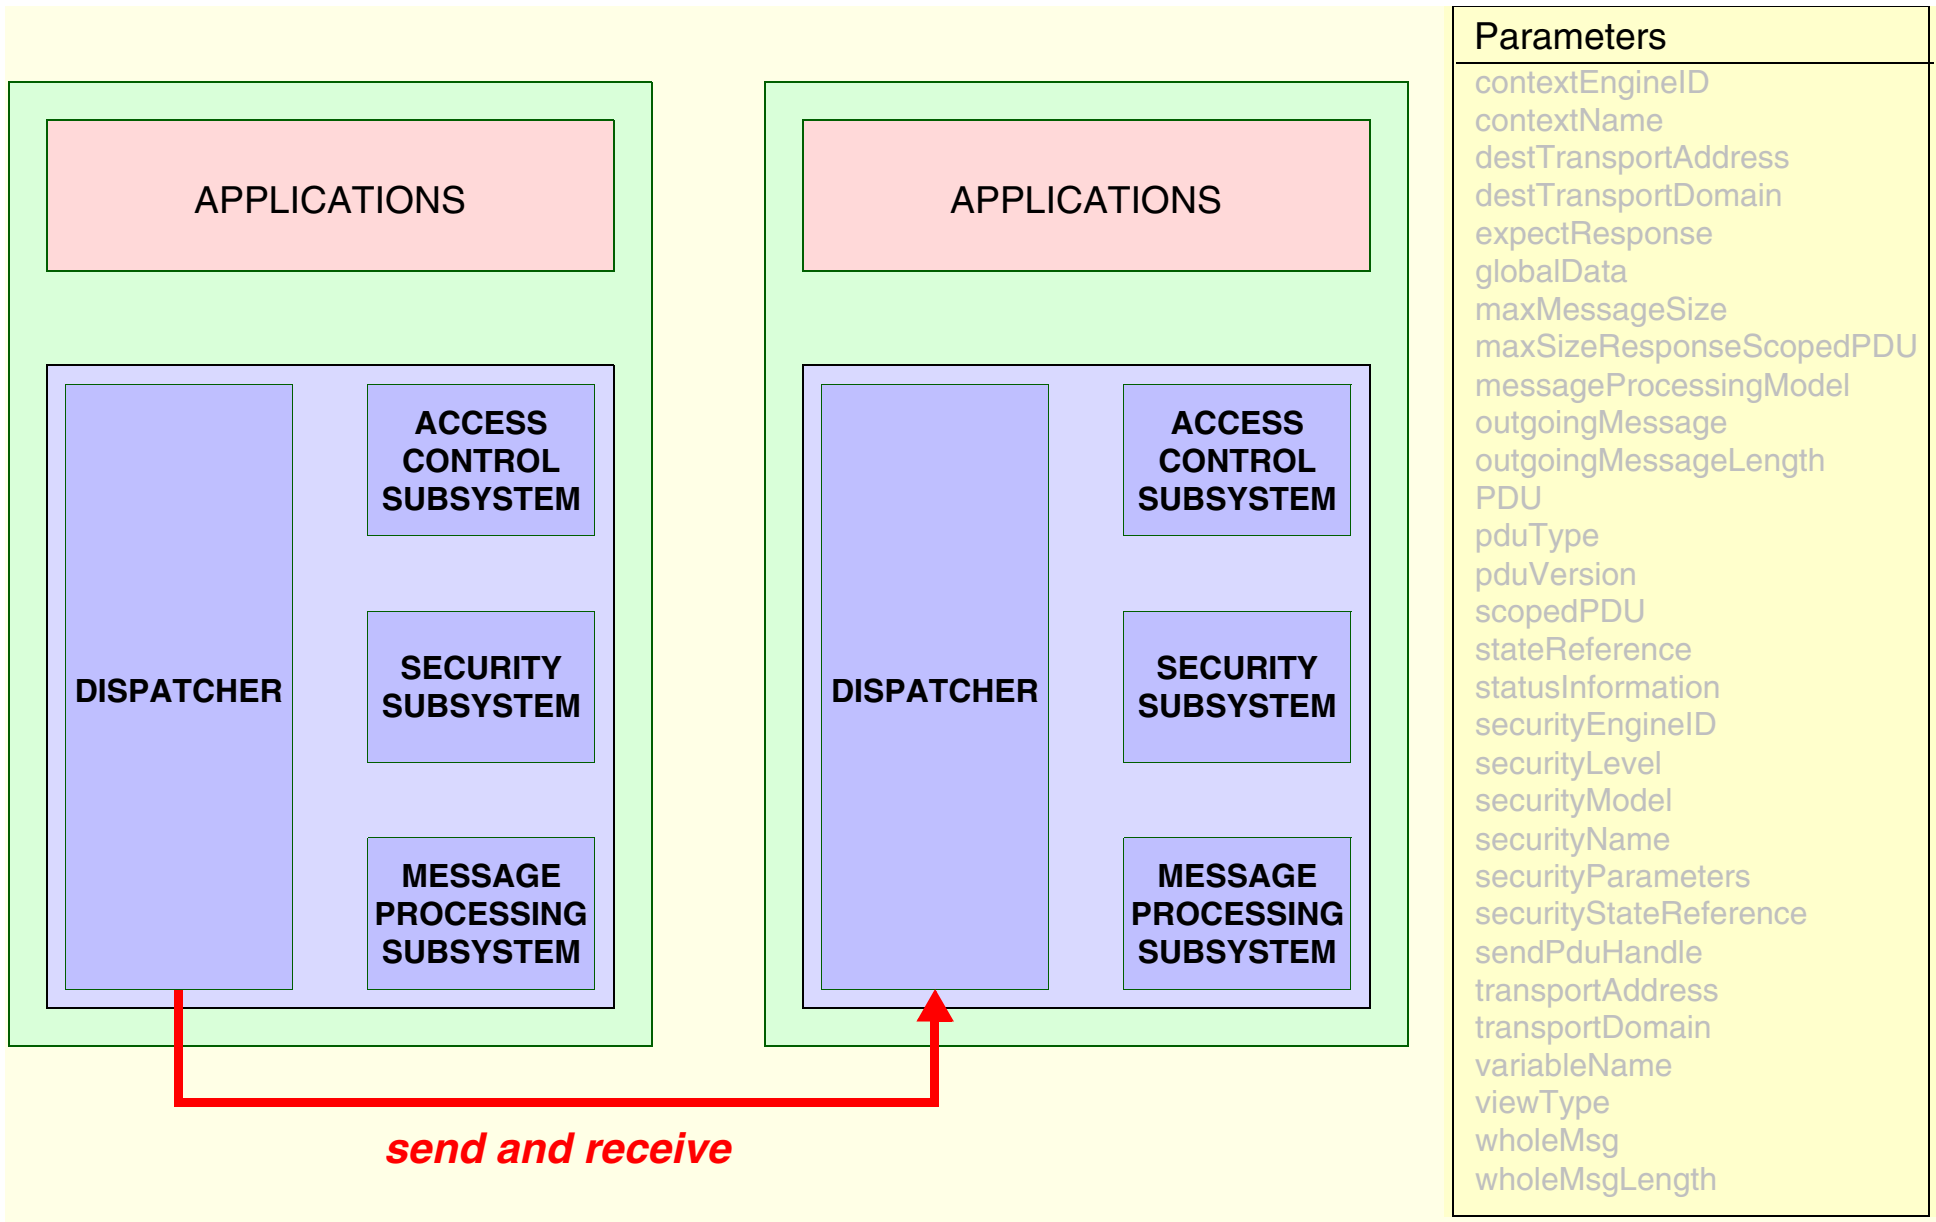 APPLICATIONS
DISPATCHER
ACCESS
CONTROL
SUBSYSTEM
SECURITY
SUBSYSTEM
MESSAGE
PROCESSING
SUBSYSTEM
APPLICATIONS
DISPATCHER
ACCESS
CONTROL
SUBSYSTEM
SECURITY
SUBSYSTEM
MESSAGE
PROCESSING
SUBSYSTEM
send and receive
Parameters
contextEngineID
contextName
destTransportAddress
destTransportDomain
expectResponse
globalData
maxMessageSize
maxSizeResponseScopedPDU
messageProcessingModel
outgoingMessage
outgoingMessageLength
PDU
pduType
pduVersion
scopedPDU
stateReference
statusInformation
securityEngineID
securityLevel
securityModel
securityName
securityParameters
securityStateReference
sendPduHandle
transportAddress
transportDomain
variableName
viewType
wholeMsg
wholeMsgLength